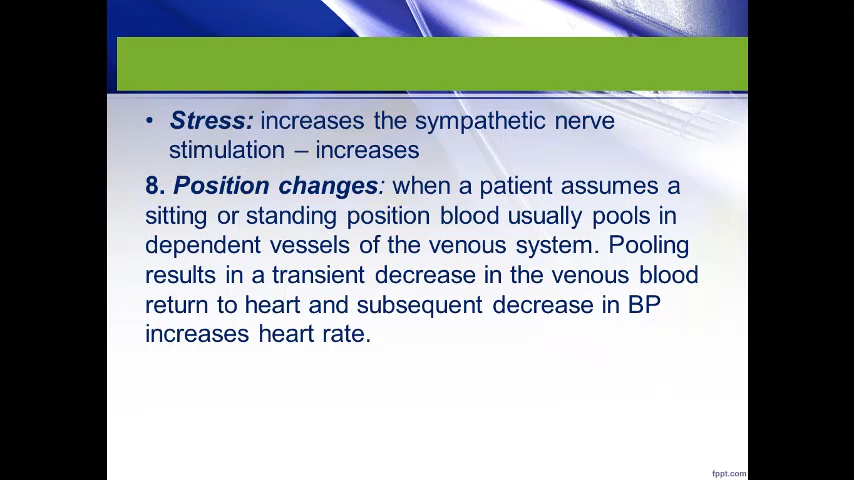 • Stress: increases the sympathetic nerve
stimulation – increases
8. Position changes: when a patient assumes a
sitting or standing position blood usually pools in
dependent vessels of the venous system. Pooling
results in a transient decrease in the venous blood
return to heart and subsequent decrease in BP
increases heart rate.
fppt.com